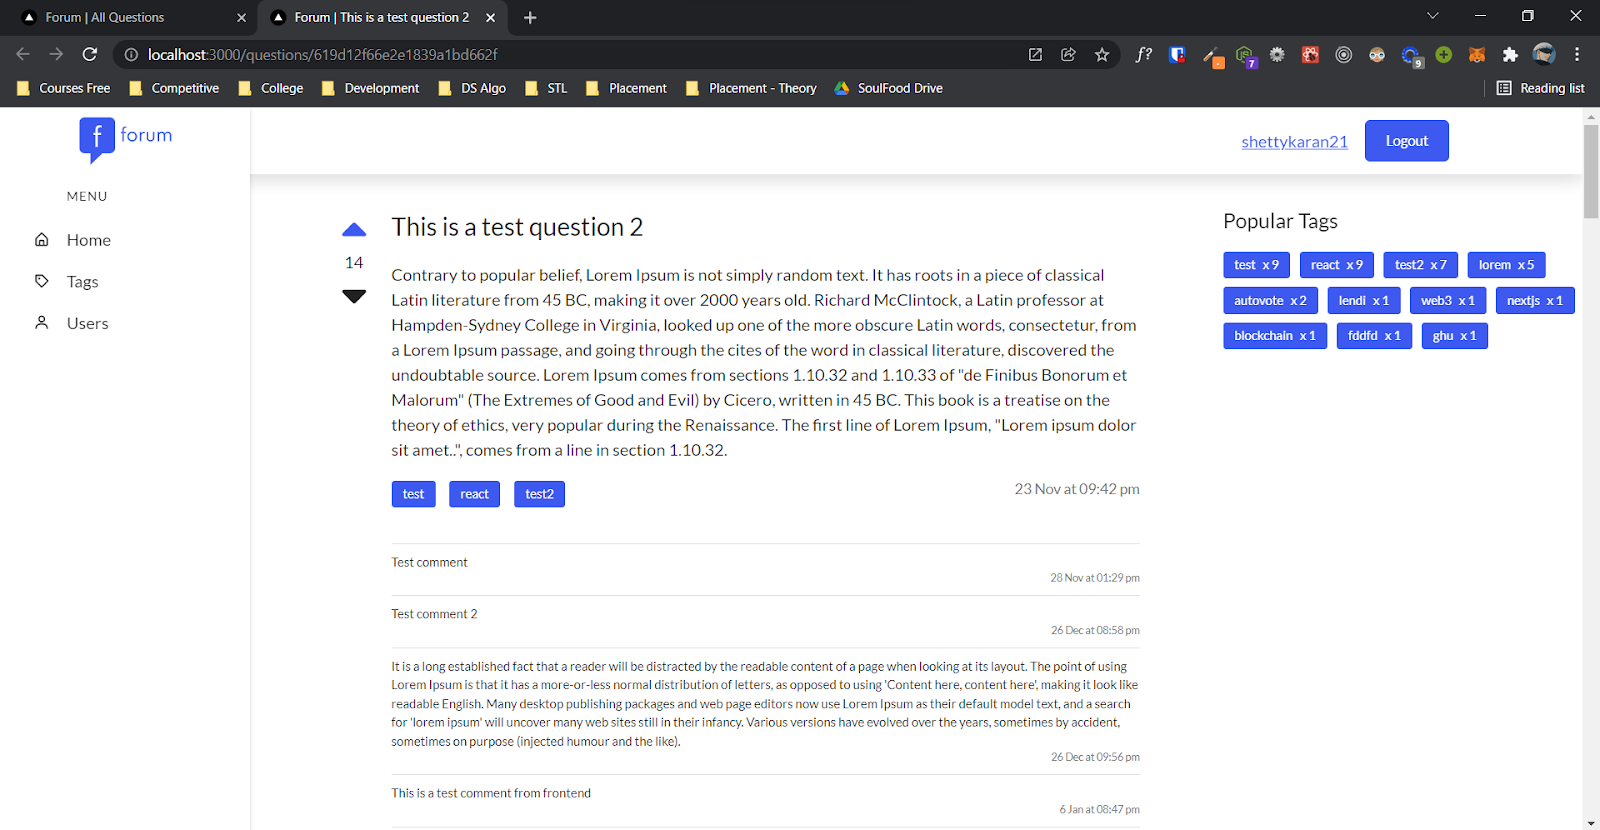 Forum | All Questions
Forum | This is a test question 2
localhost:3000/questions/619d12f66e2e1839a1bd662f
f?
7
9
Courses Free
Competitive
College
Development
DS Algo
STL
Placement
Placement - Theory
SoulFood Drive
Reading list
f forum
shettykaran21
Logout
MENU
Home
Tags
Users
This is a test question 2
14
Contrary to popular belief, Lorem Ipsum is not simply random text. It has roots in a piece of classical
Latin literature from 45 BC, making it over 2000 years old. Richard McClintock, a Latin professor at
Hampden-Sydney College in Virginia, looked up one of the more obscure Latin words, consectetur, from
a Lorem Ipsum passage, and going through the cites of the word in classical literature, discovered the
undoubtable source. Lorem Ipsum comes from sections 1.10.32 and 1.10.33 of "de Finibus Bonorum et
Malorum" (The Extremes of Good and Evil) by Cicero, written in 45 BC. This book is a treatise on the
theory of ethics, very popular during the Renaissance. The first line of Lorem Ipsum, "Lorem ipsum dolor
sit amet..", comes from a line in section 1.10.32.
test react test2
23 Nov at 09:42 pm
Test comment
28 Nov at 01:29 pm
Test comment 2
26 Dec at 08:58 pm
It is a long established fact that a reader will be distracted by the readable content of a page when looking at its layout. The point of using
Lorem Ipsum is that it has a more-or-less normal distribution of letters, as opposed to using 'Content here, content here', making it look like
readable English. Many desktop publishing packages and web page editors now use Lorem Ipsum as their default model text, and a search
for 'lorem ipsum' will uncover many web sites still in their infancy. Various versions have evolved over the years, sometimes by accident,
sometimes on purpose (injected humour and the like).
26 Dec at 09:56 pm
This is a test comment from frontend
6 Jan at 08:47 pm
Popular Tags
test x 9 react x 9 test2 x 7 lorem x 5
autovote x 2 lendi x 1 web3 x 1 nextjs x 1
blockchain x 1 fddfd x 1 ghu x 1